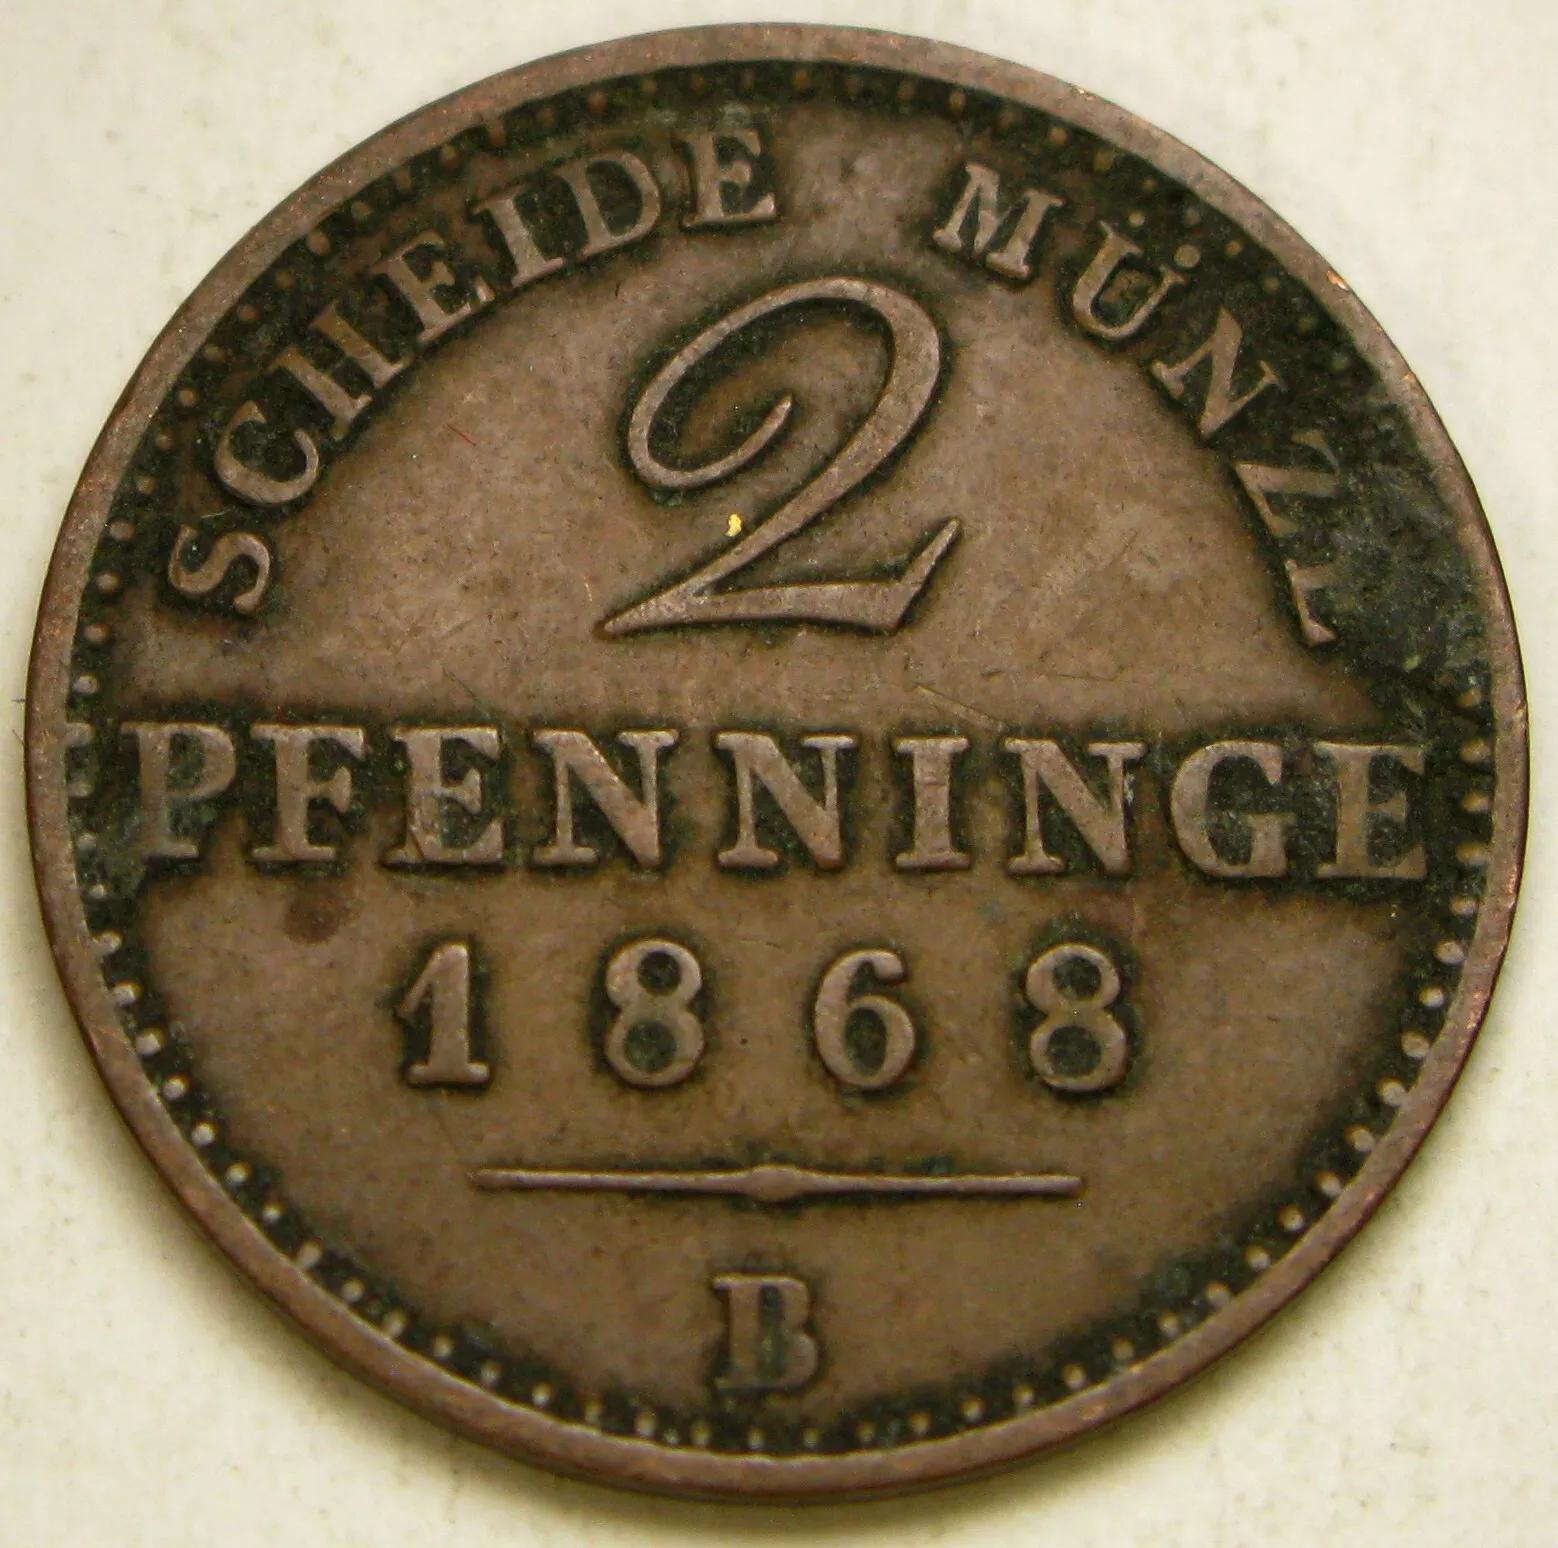 SCHEIDE MÜNZE
2
PFENNINGE
1868
B